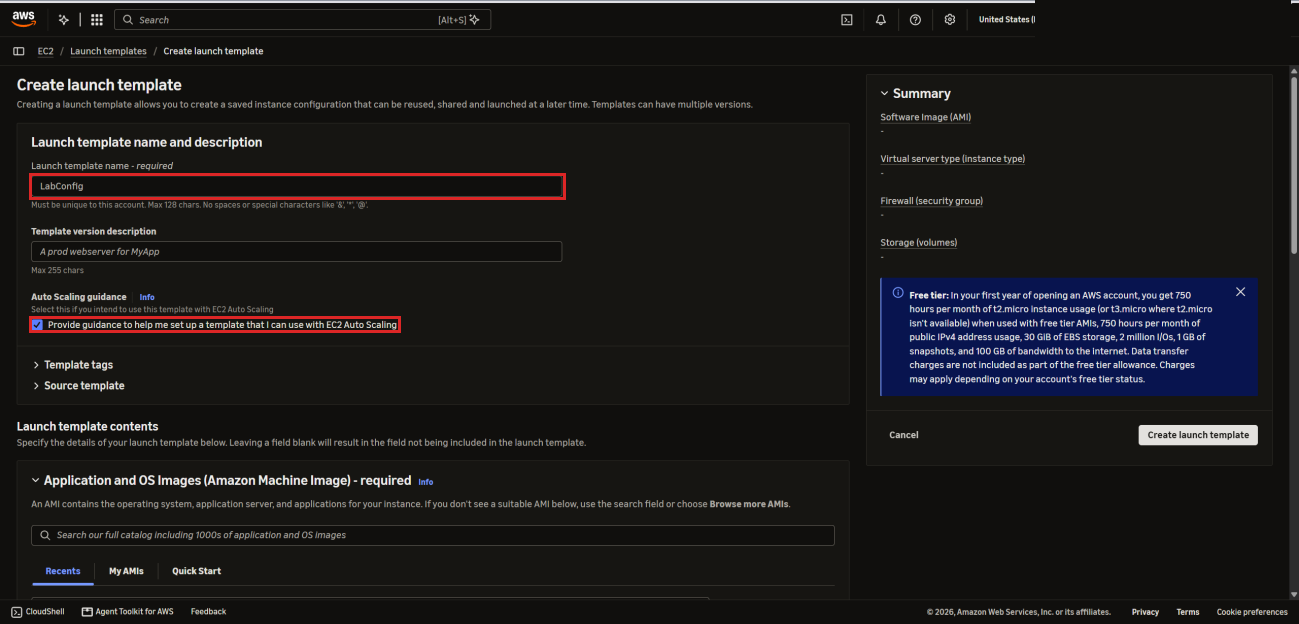 aws
Search
[Alt+S]
United States (
EC2 / Launch templates / Create launch template
Create launch template
Creating a launch template allows you to create a saved instance configuration that can be reused, shared and launched at a later time. Templates can have multiple versions.
Launch template name and description
Launch template name - required
LabConfig
Must be unique to this account. Max 128 chars. No spaces or special characters like '&', '*', '@'.
Template version description
A prod webserver for MyApp
Max 255 chars
Auto Scaling guidance Info
Select this if you intend to use this template with EC2 Auto Scaling
Provide guidance to help me set up a template that I can use with EC2 Auto Scaling
Template tags
Source template
Launch template contents
Specify the details of your launch template below. Leaving a field blank will result in the field not being included in the launch template.
Application and OS Images (Amazon Machine Image) - required Info
An AMI contains the operating system, application server, and applications for your instance. If you don't see a suitable AMI below, use the search field or choose Browse more AMIs.
Search our full catalog including 1000s of application and OS images
Recents
My AMIs
Quick Start
Summary
Software Image (AMI)
-
Virtual server type (instance type)
-
Firewall (security group)
-
Storage (volumes)
-
Free tier: In your first year of opening an AWS account, you get 750
hours per month of t2.micro instance usage (or t3.micro where t2.micro
isn't available) when used with free tier AMIs, 750 hours per month of
public IPv4 address usage, 30 GiB of EBS storage, 2 million I/Os, 1 GB of
snapshots, and 100 GB of bandwidth to the internet. Data transfer
charges are not included as part of the free tier allowance. Charges
may apply depending on your account's free tier status.
Cancel
Create launch template
CloudShell
Agent Toolkit for AWS
Feedback
© 2026, Amazon Web Services, Inc. or its affiliates.
Privacy
Terms
Cookie preferences